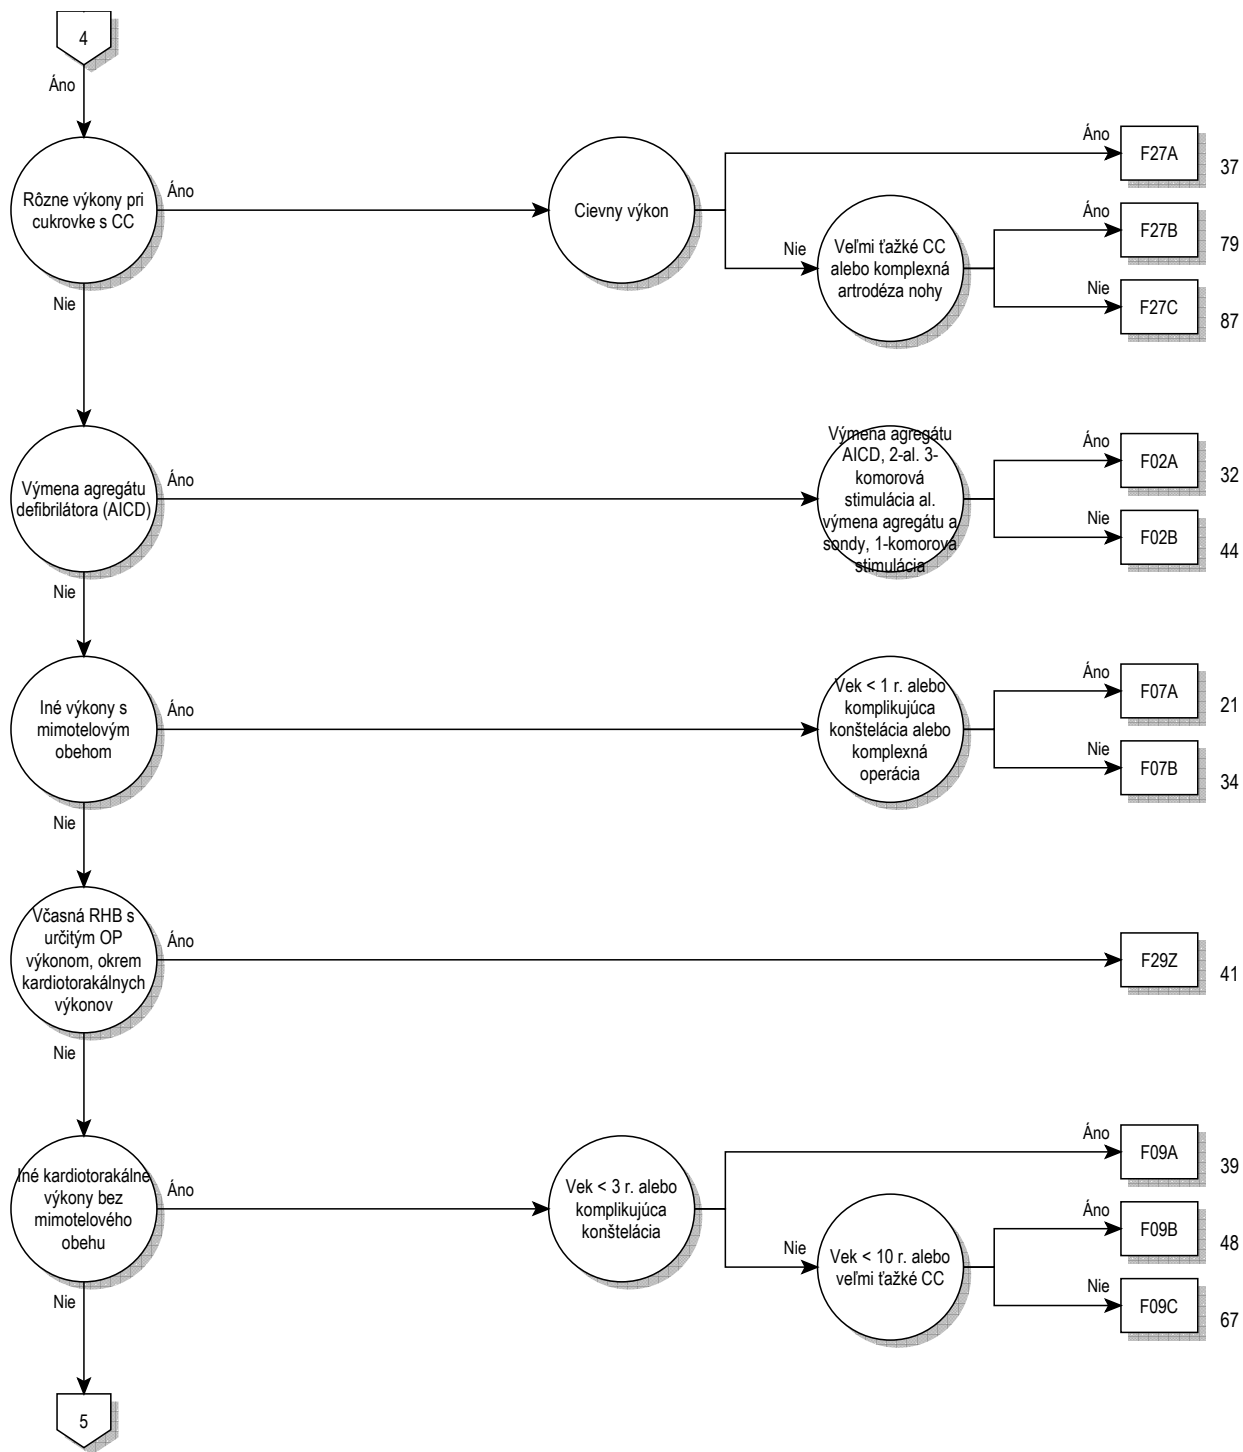 4
Áno
Rôzne výkony pri
cukrovke s CC
Áno
Cievny výkon
Áno
F27A
37
Nie
Veľmi ťažké CC
alebo komplexná
artrodéza nohy
Áno
F27B
79
Nie
F27C
87
Nie
Výmena agregátu
defibrilátora (AICD)
Áno
Výmena agregátu
AICD, 2-al. 3-
komorová
stimulácia al.
výmena agregátu a
sondy, 1-komorová
stimulácia
Áno
F02A
32
Nie
F02B
44
Nie
Iné výkony s
mimotelovým
obehom
Áno
Vek < 1 r. alebo
komplikujúca
konštelácia alebo
komplexná
operácia
Áno
F07A
21
Nie
F07B
34
Nie
Včasná RHB s
určitým OP
výkonom, okrem
kardiotorakálnych
výkonov
Áno
F29Z
41
Nie
Iné kardiotorakálne
výkony bez
mimotelového
obehu
Áno
Vek < 3 r. alebo
komplikujúca
konštelácia
Áno
F09A
39
Nie
Vek < 10 r. alebo
veľmi ťažké CC
Áno
F09B
48
Nie
F09C
67
Nie
5